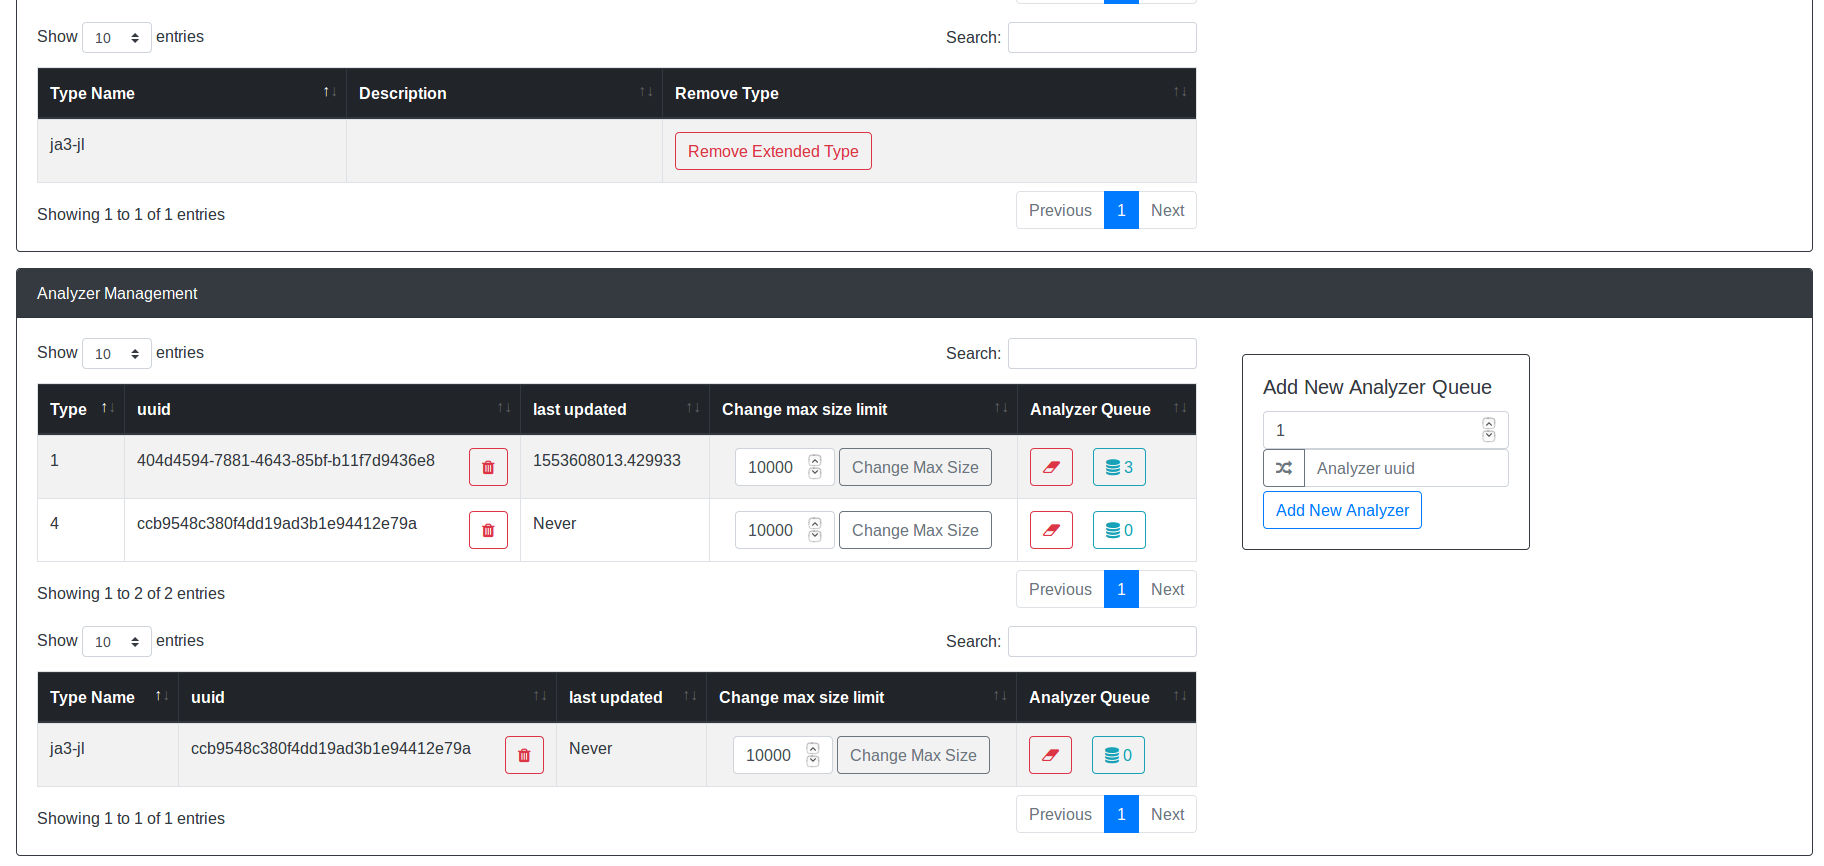 Show 10 entries Search:
Type Name Description Remove Type
ja3-jl Remove Extended Type
Showing 1 to 1 of 1 entries Previous 1 Next
Analyzer Management
Show 10 entries Search:
Type uuid last updated Change max size limit Analyzer Queue
1 404d4594-7881-4643-85bf-b11f7d9436e8 1553608013.429933 10000 Change Max Size 3
4 ccb9548c380f4dd19ad3b1e94412e79a Never 10000 Change Max Size 0
Showing 1 to 2 of 2 entries Previous 1 Next
Add New Analyzer Queue
1
Analyzer uuid
Add New Analyzer
Show 10 entries Search:
Type Name uuid last updated Change max size limit Analyzer Queue
ja3-jl ccb9548c380f4dd19ad3b1e94412e79a Never 10000 Change Max Size 0
Showing 1 to 1 of 1 entries Previous 1 Next